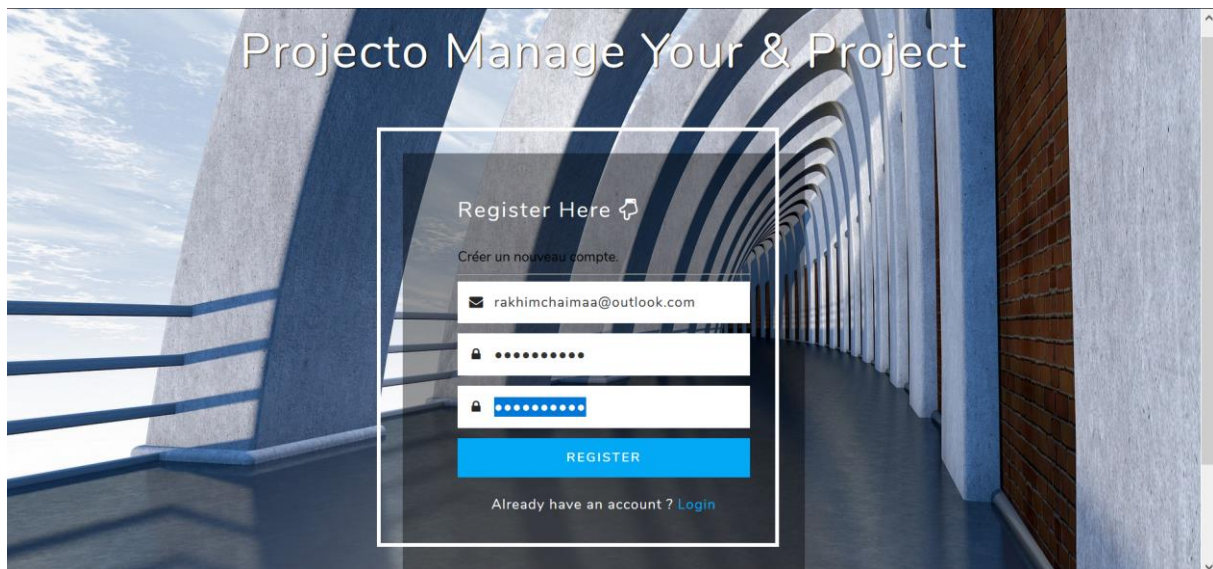 Projecto Manage Your & Project
Register Here
Créer un nouveau compte.
rakhimchaimaa@outlook.com
••••••••••
••••••••••
REGISTER
Already have an account ? Login